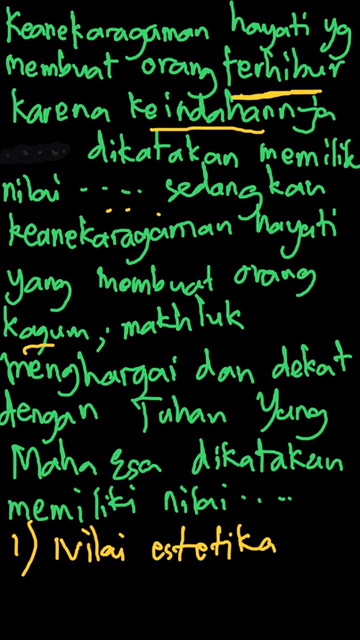 Keanekaragaman hayati yg
membuat orang terhibur
karena keindahannya
dikatakan memilik
nilai ..... sedangkan
keanekaragaman hayati
yang membuat orang
kagum, makhluk
menghargai dan dekat
dengan Tuhan Yang
Maha Esa dikatakan
memiliki nilai ....
1) Nilai estetika